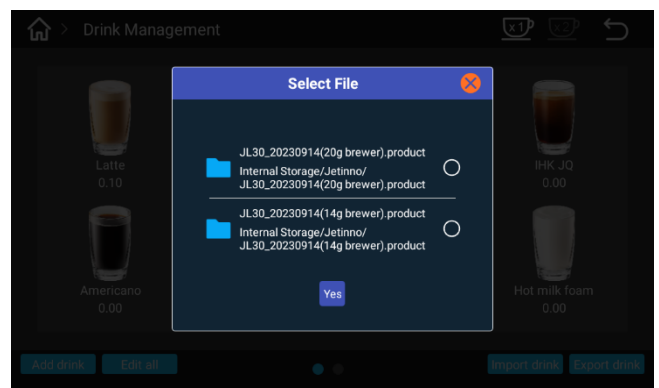 > Drink Management
x1 x2
Select File
JL30_20230914(20g brewer).product
Internal Storage/Jetinno/
JL30_20230914(20g brewer).product
JL30_20230914(14g brewer).product
Internal Storage/Jetinno/
JL30_20230914(14g brewer).product
Yes
Latte
0.10
IHK JQ
0.00
Americano
0.00
Hot milk foam
0.00
Add drink
Edit all
Import drink
Export drink